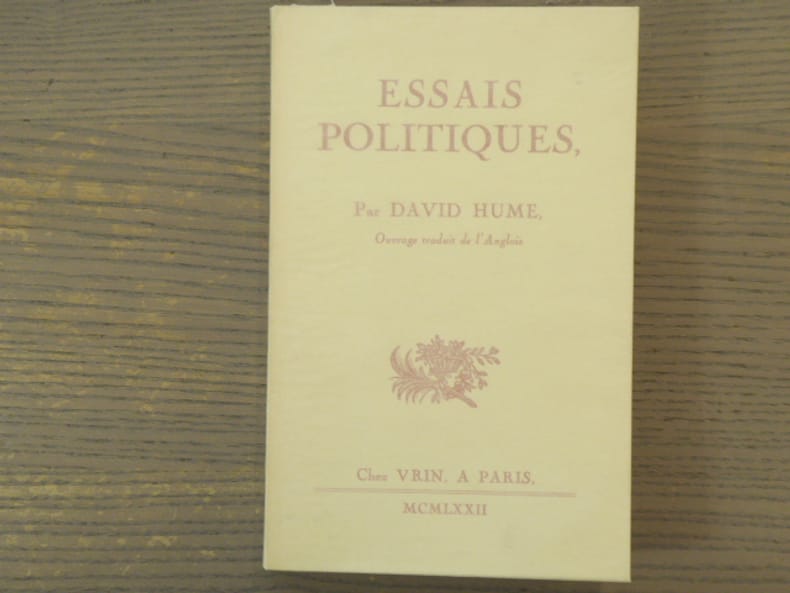 ESSAIS
POLITIQUES,
Par DAVID HUME,
Ouvrage traduit de l'Anglois
Chez VRIN. A PARIS,
MCMLXXII